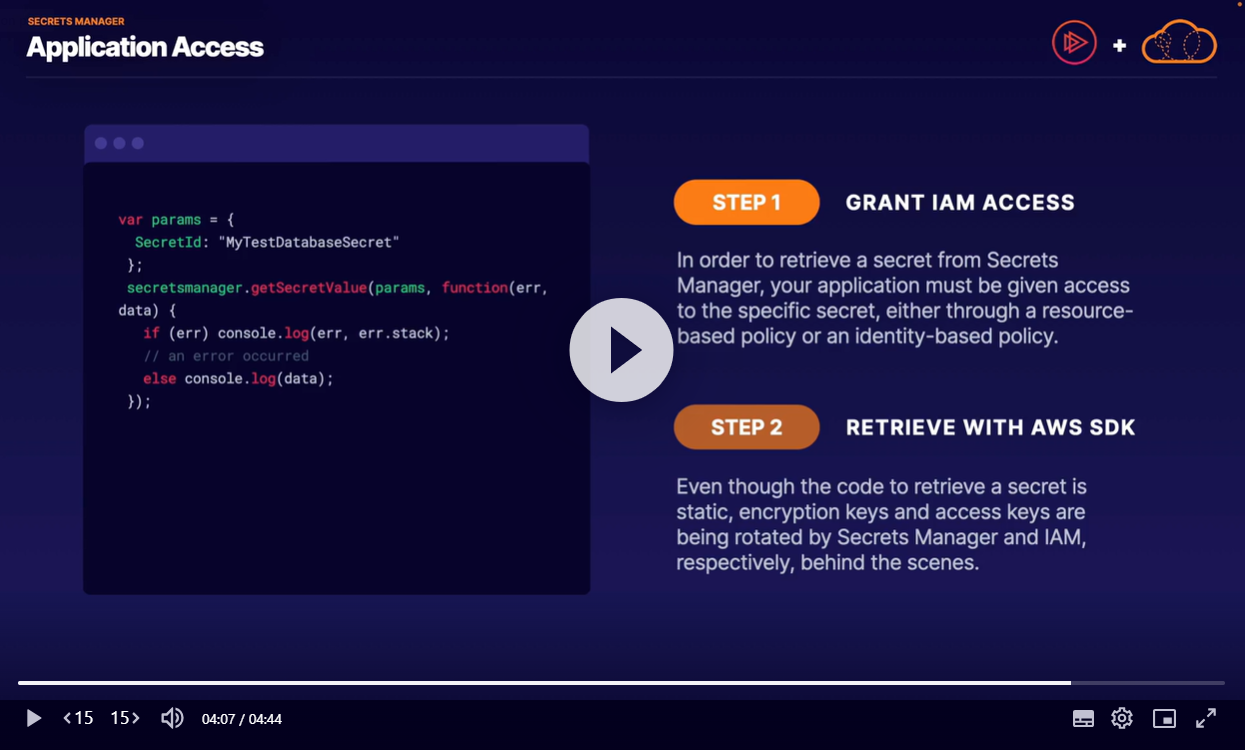 SECRETS MANAGER
Application Access
var params = {
SecretId: "MyTestDatabaseSecret"
};
secretsmanager.getSecretValue(params, function(err,
data) {
if (err) console.log(err, err.stack);
// an error occurred
else console.log(data);
});
STEP 1
GRANT IAM ACCESS
In order to retrieve a secret from Secrets
Manager, your application must be given access
to the specific secret, either through a resource-
based policy or an identity-based policy.
STEP 2
RETRIEVE WITH AWS SDK
Even though the code to retrieve a secret is
static, encryption keys and access keys are
being rotated by Secrets Manager and IAM,
respectively, behind the scenes.
15
15
04:07 / 04:44